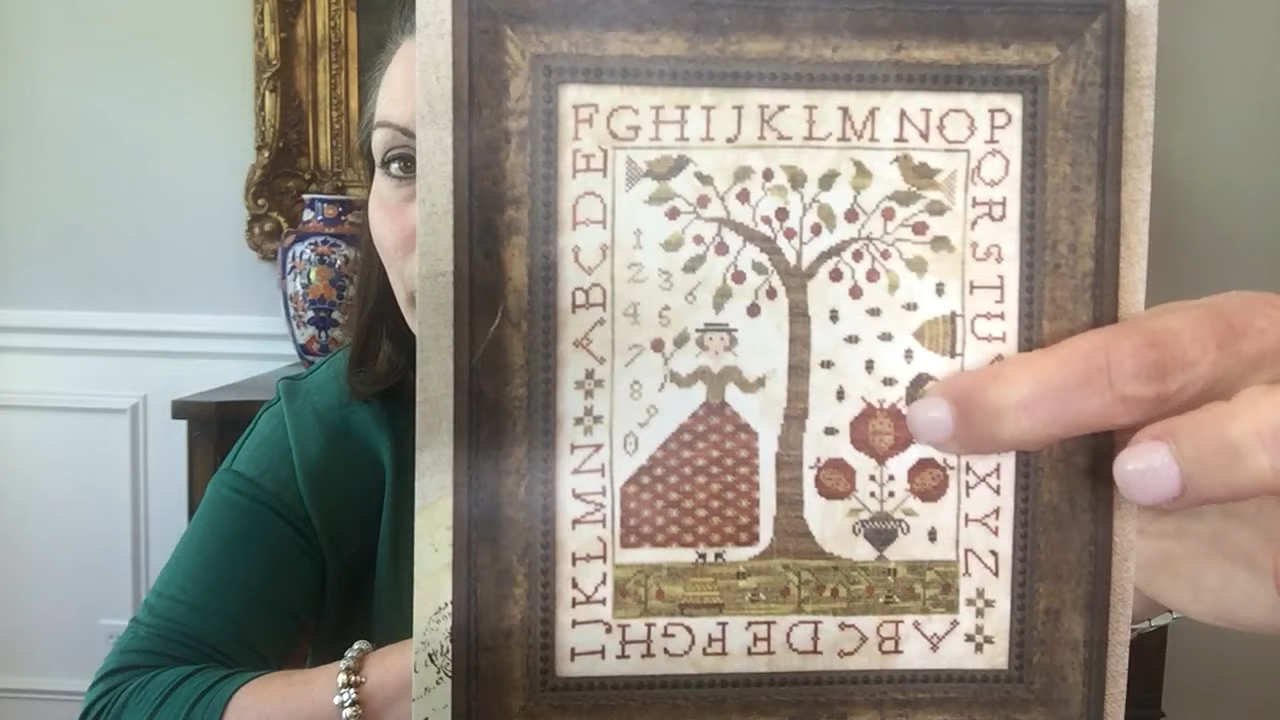 FGHIJKLMNOP
ABCDE
QRSTU
1
2 3 6
4 5
7
8 9
0
IJKLMN
XYZ
ABCDEFGH